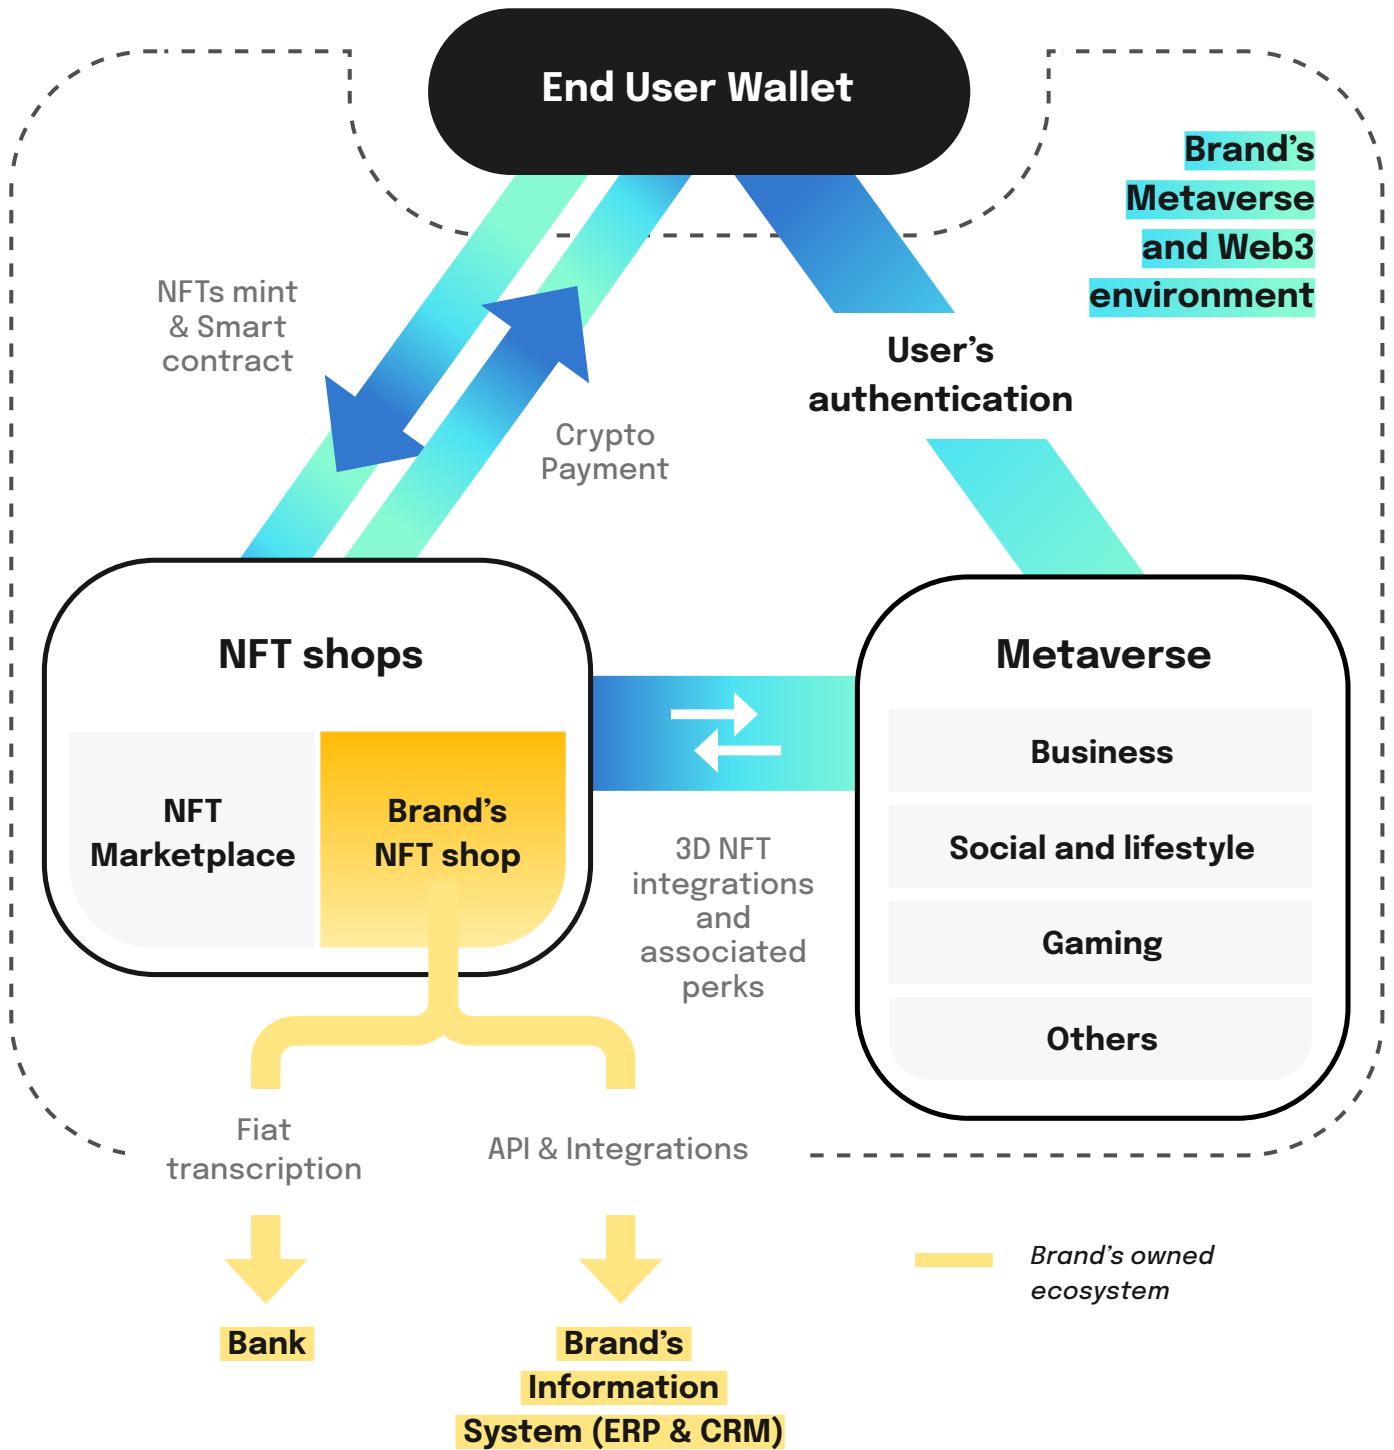 End User Wallet
Brand's
Metaverse
and Web3
environment
NFTs mint
& Smart
contract
User's
authentication
Crypto
Payment
NFT shops
NFT
Marketplace
Brand's
NFT shop
3D NFT
integrations
and
associated
perks
Metaverse
Business
Social and lifestyle
Gaming
Others
Fiat
transcription
API & Integrations
Bank
Brand's
Information
System (ERP & CRM)
Brand's owned
ecosystem